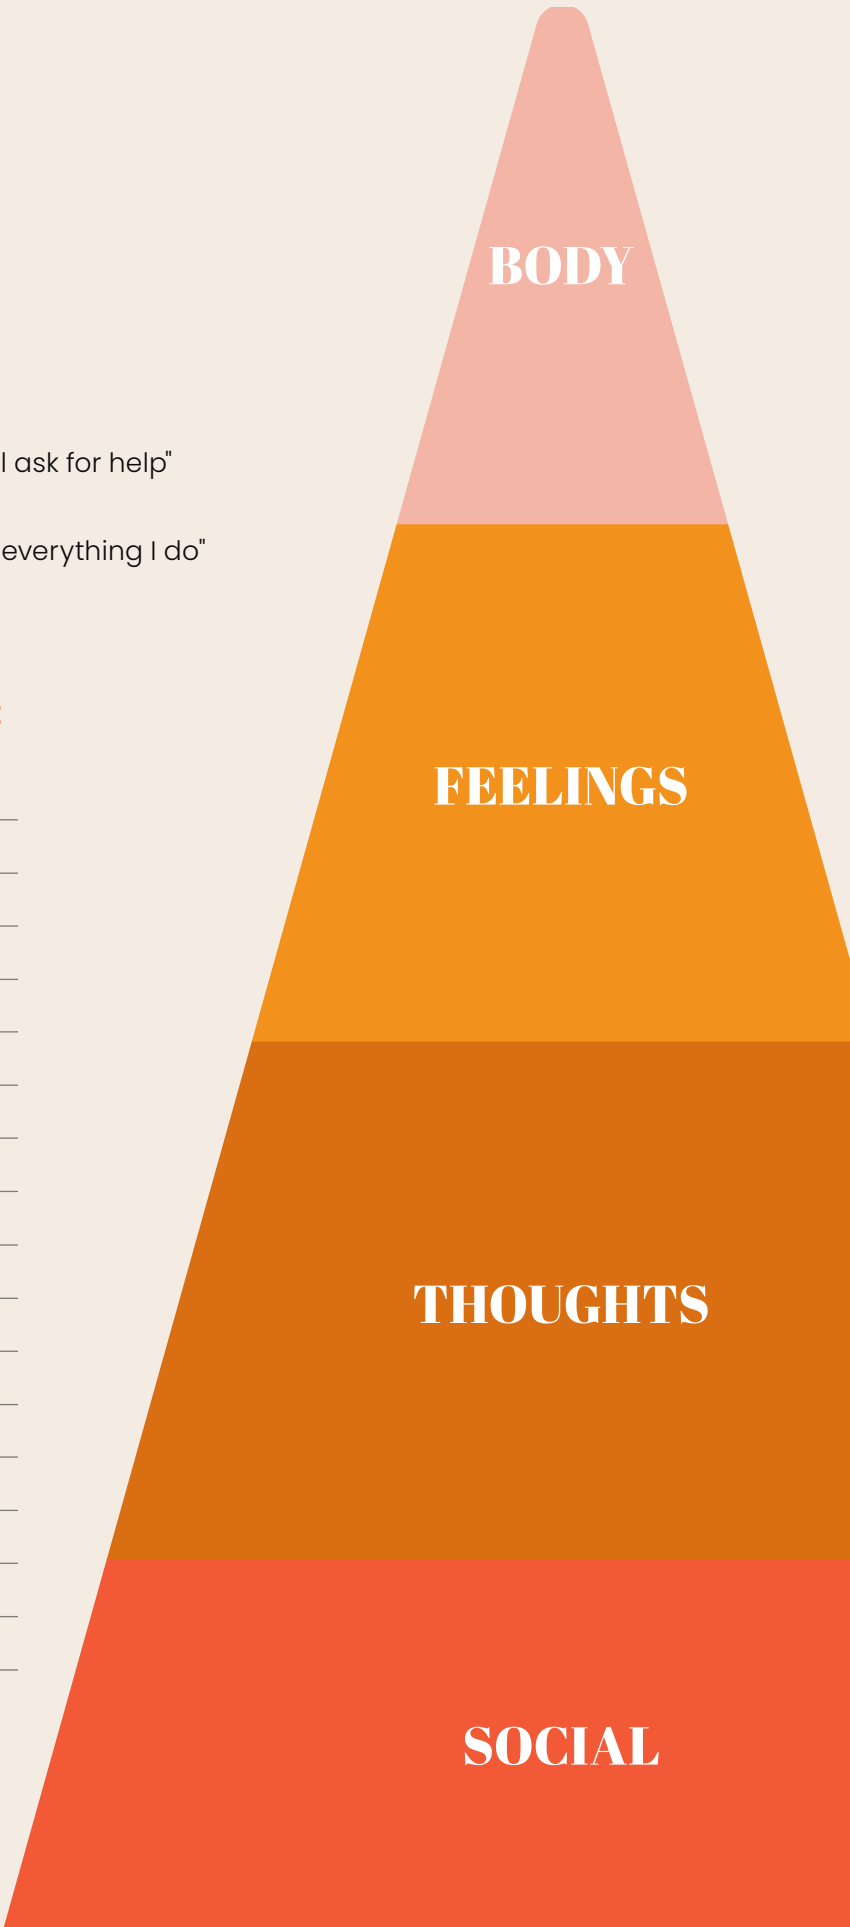 BODY
I ask for help"
everything I do"
:
FEELINGS
THOUGHTS
SOCIAL